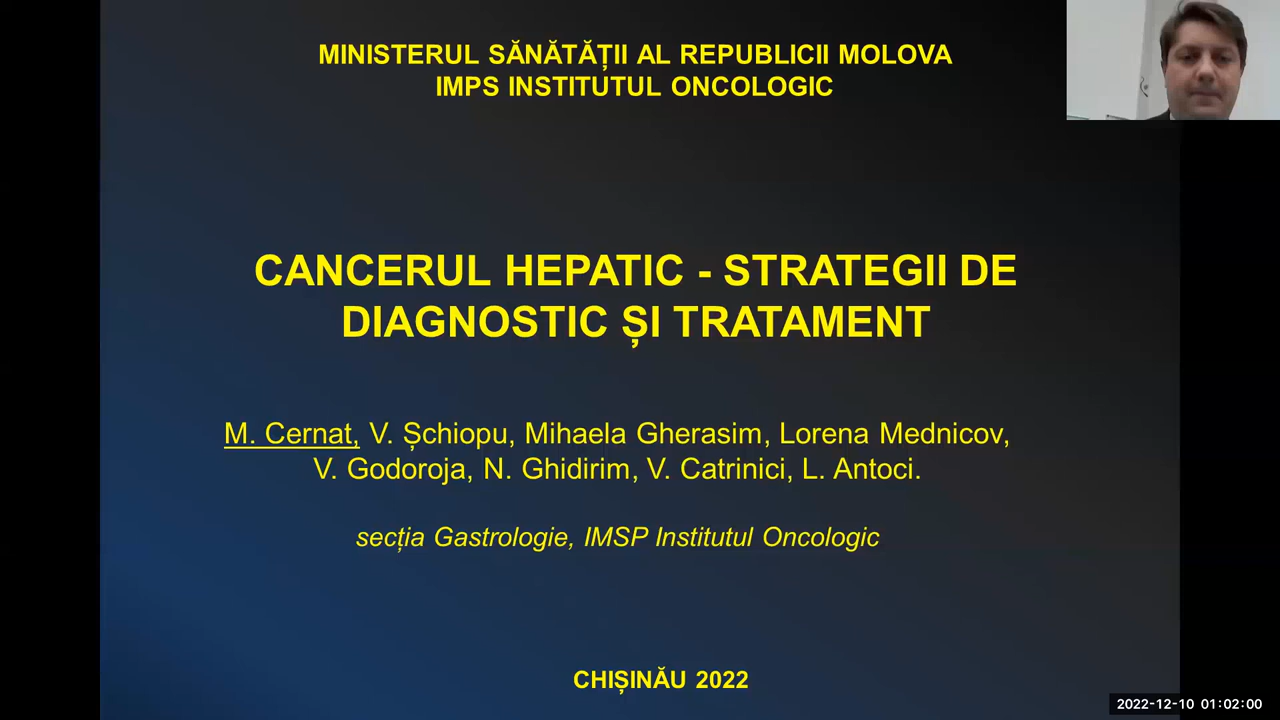 MINISTERUL SĂNĂTĂȚII AL REPUBLICII MOLOVA
IMPS INSTITUTUL ONCOLOGIC
CANCERUL HEPATIC - STRATEGII DE
DIAGNOSTIC ȘI TRATAMENT
M. Cernat, V. Șchiopu, Mihaela Gherasim, Lorena Mednicov,
V. Godoroja, N. Ghidirim, V. Catrinici, L. Antoci.
secția Gastrologie, IMSP Institutul Oncologic
CHIȘINĂU 2022
2022-12-10 01:02:00